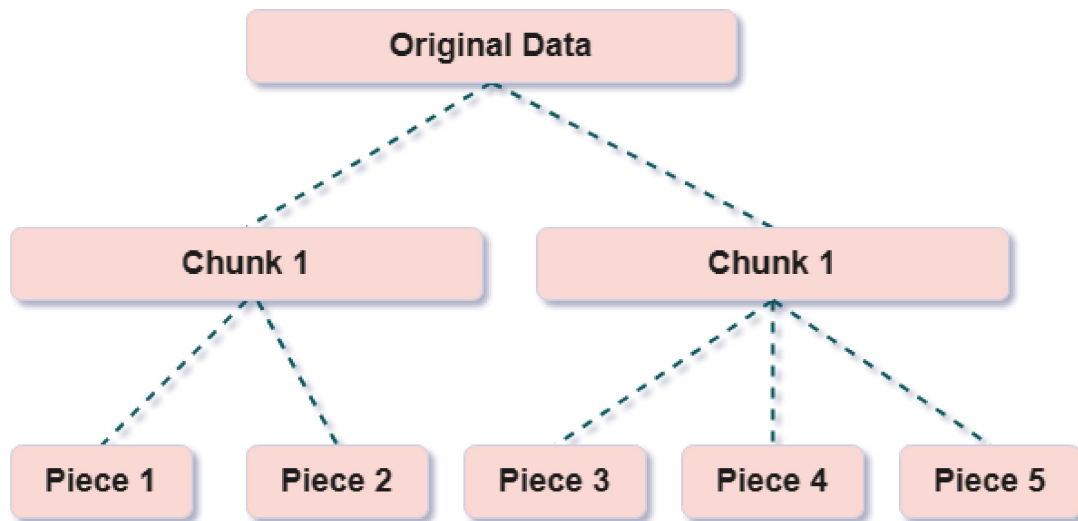 Original Data
Chunk 1
Chunk 1
Piece 1
Piece 2
Piece 3
Piece 4
Piece 5